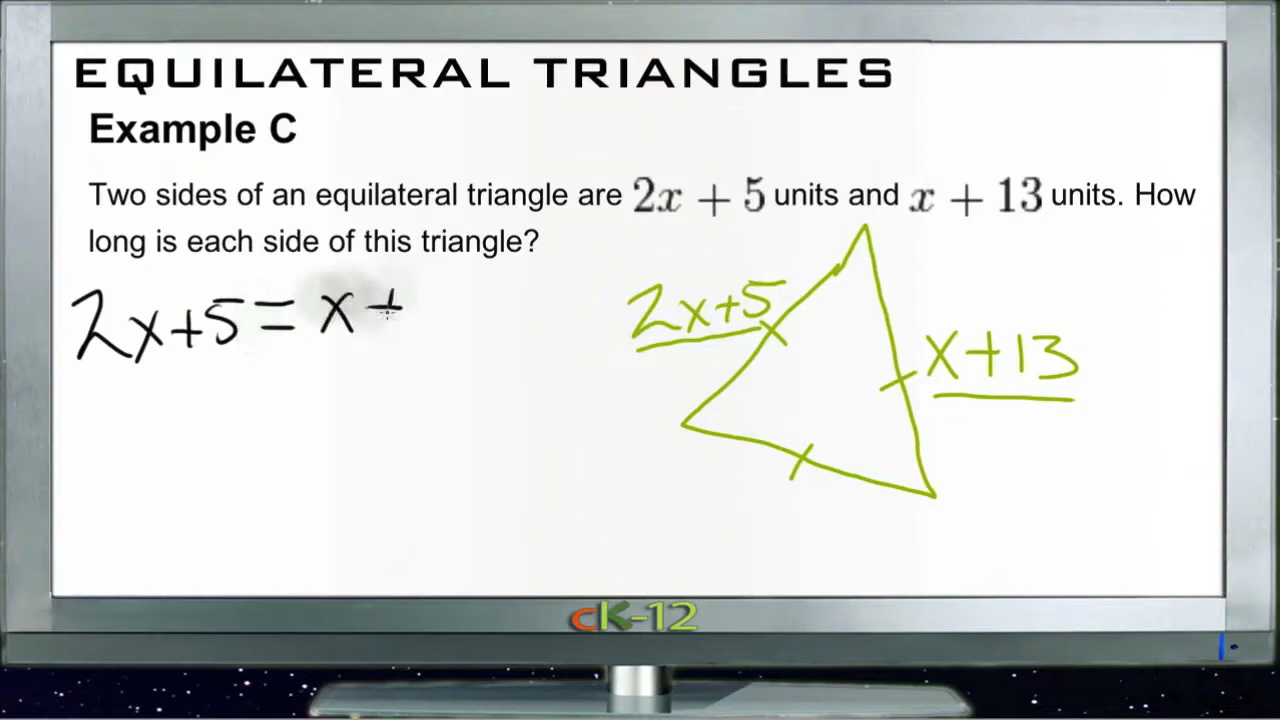 EQUILATERAL TRIANGLES
Example C
Two sides of an equilateral triangle are 2x + 5 units and x + 13 units. How
long is each side of this triangle?
2x+5= x +
2x+5
x+13
cK-12